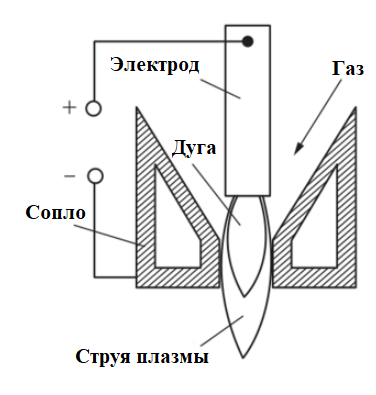 Электрод
Газ
+
Дуга
−
Сопло
Струя плазмы